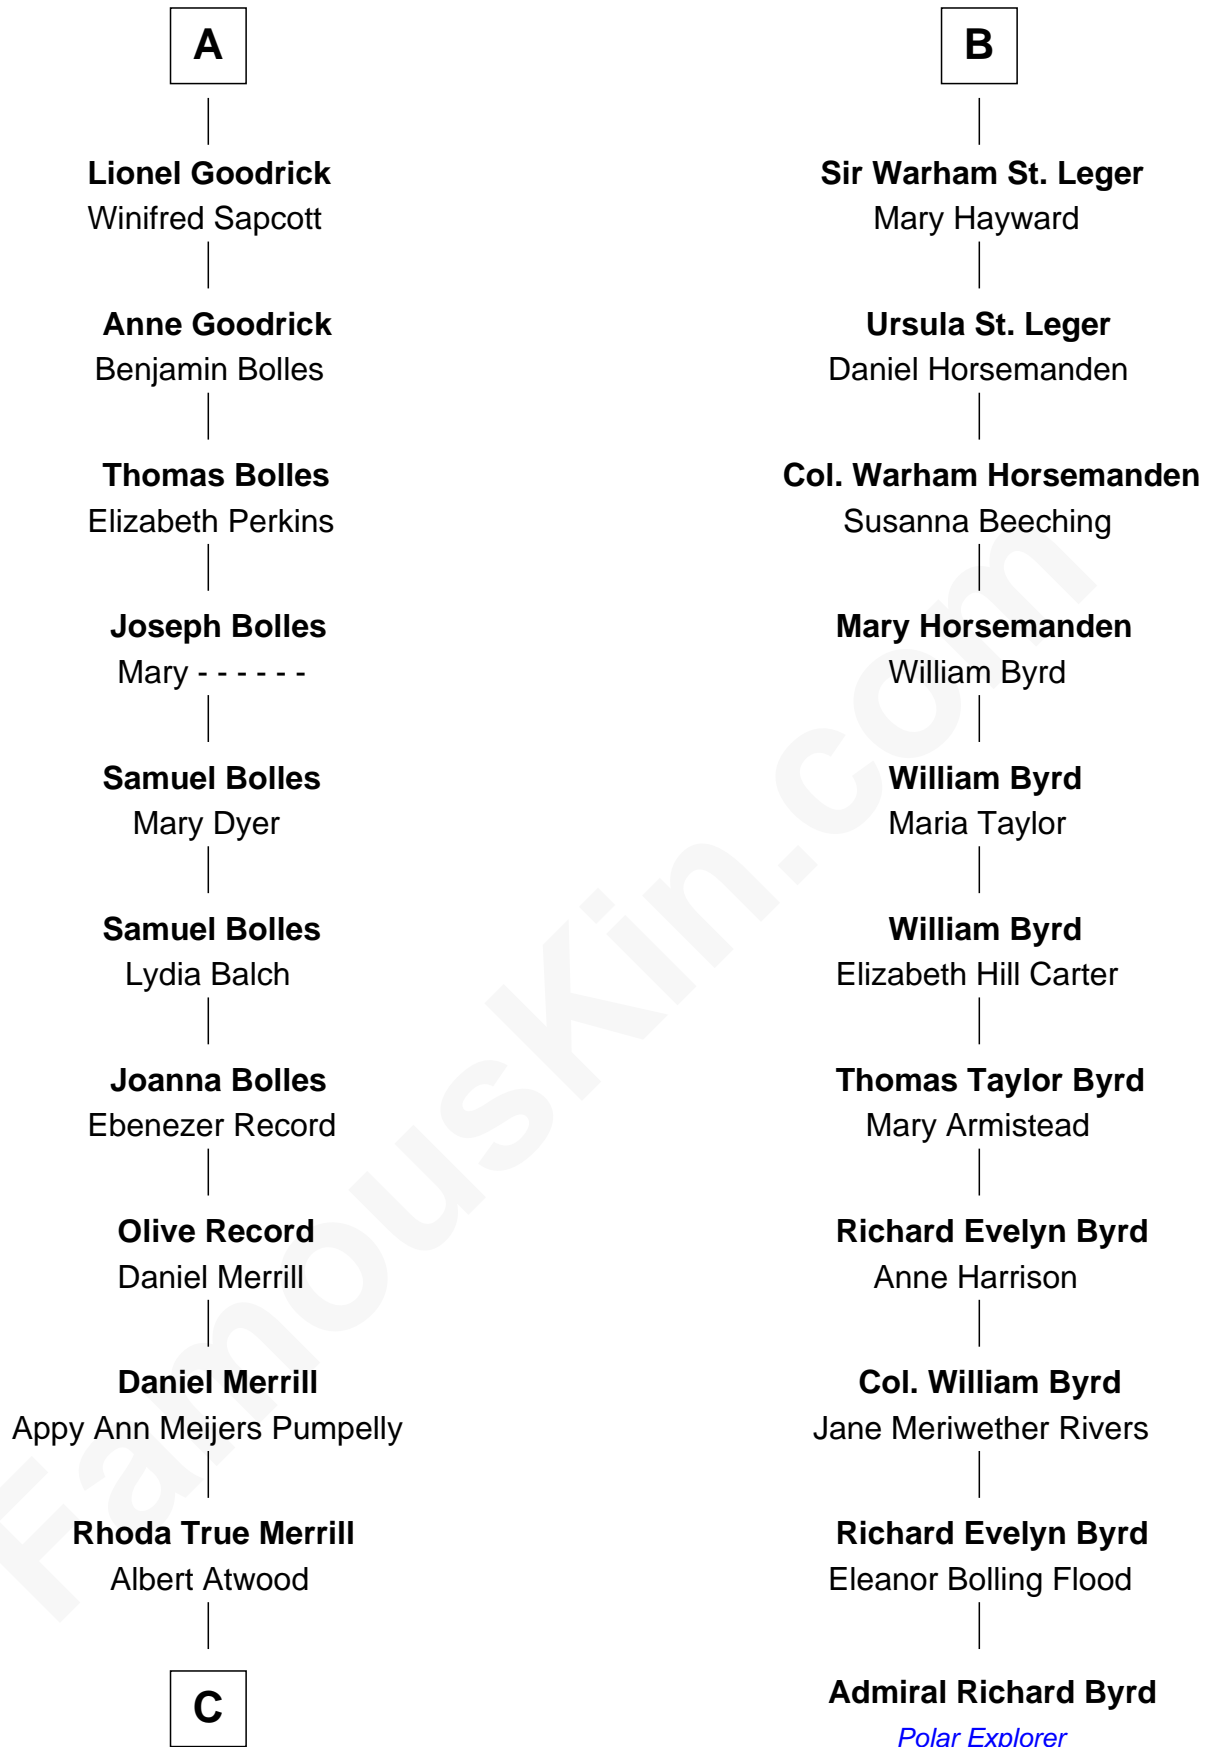 A
Lionel Goodrick
Winifred Sapcott
Anne Goodrick
Benjamin Bolles
Thomas Bolles
Elizabeth Perkins
Joseph Bolles
Mary - - - - - -
Samuel Bolles
Mary Dyer
Samuel Bolles
Lydia Balch
Joanna Bolles
Ebenezer Record
Olive Record
Daniel Merrill
Daniel Merrill
Appy Ann Meijers Pumpelly
Rhoda True Merrill
Albert Atwood
C
B
Sir Warham St. Leger
Mary Hayward
Ursula St. Leger
Daniel Horsemanden
Col. Warham Horsemanden
Susanna Beeching
Mary Horsemanden
William Byrd
William Byrd
Maria Taylor
William Byrd
Elizabeth Hill Carter
Thomas Taylor Byrd
Mary Armistead
Richard Evelyn Byrd
Anne Harrison
Col. William Byrd
Jane Meriwether Rivers
Richard Evelyn Byrd
Eleanor Bolling Flood
Admiral Richard Byrd
Polar Explorer
FamousKin.com